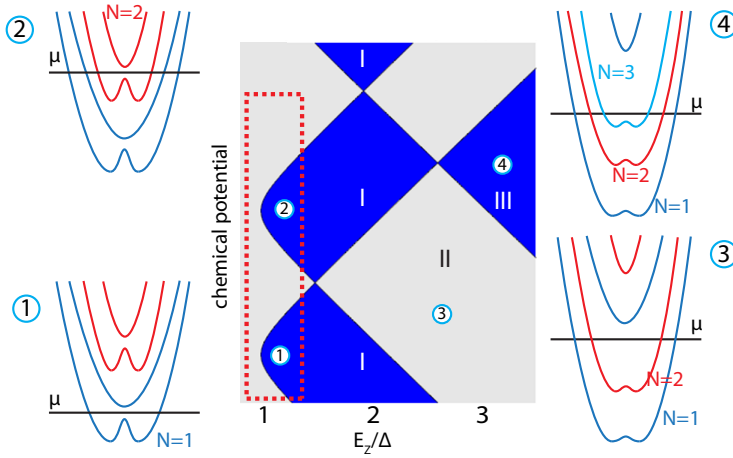 2
N=2
μ
1
μ
N=1
chemical potential
I
2
I
4
III
II
3
1
I
1 2 3
E_Z/Δ
4
N=3
μ
N=2
N=1
3
μ
N=2
N=1